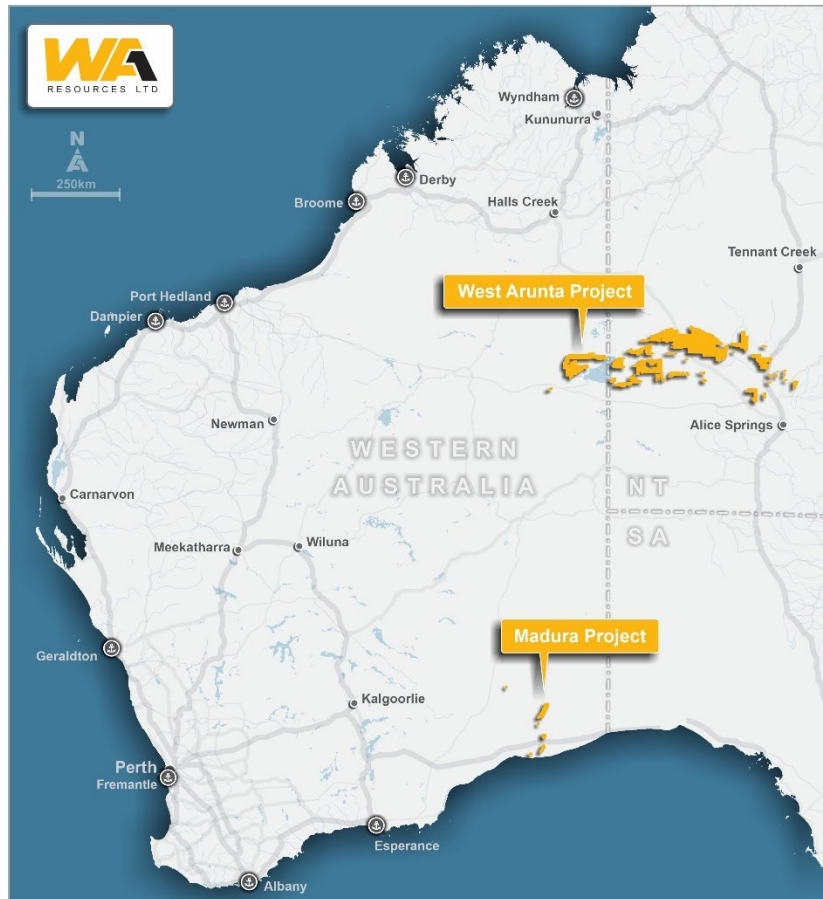 WA1
RESOURCES LTD
N
250km
Wyndham
Kununurra
Derby
Broome
Halls Creek
Tennant Creek
West Arunta Project
Port Hedland
Dampier
Newman
Alice Springs
WESTERN
AUSTRALIA
NT
SA
Carnarvon
Meekatharra
Wiluna
Madura Project
Geraldton
Kalgoorlie
Perth
Fremantle
Esperance
Albany